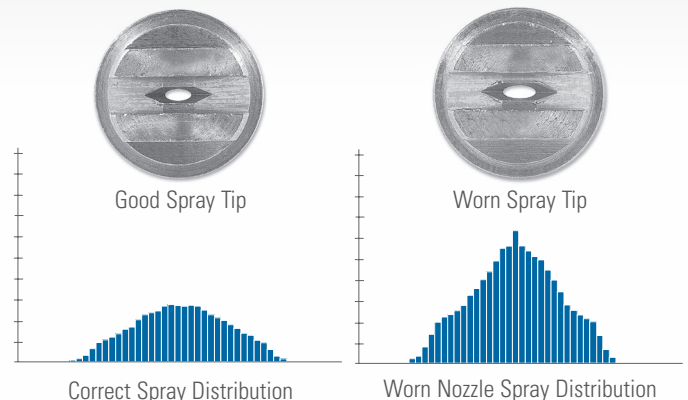 Good Spray Tip
Worn Spray Tip
Correct Spray Distribution
Worn Nozzle Spray Distribution